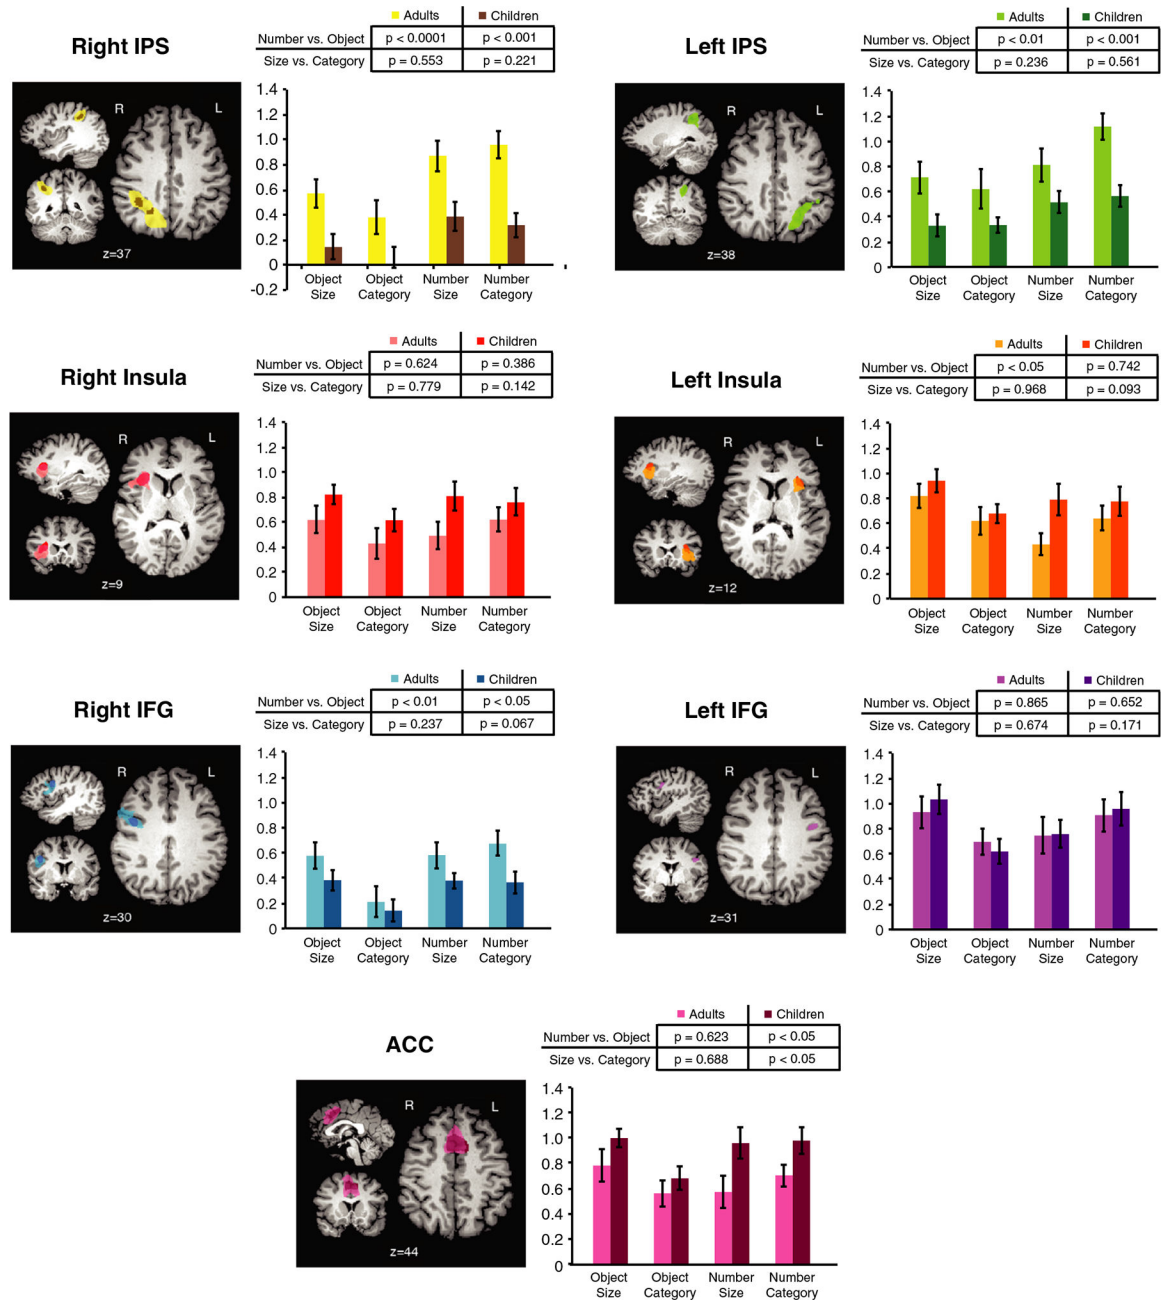 Right IPS
Adults Children
Number vs. Object p < 0.0001 p < 0.001
Size vs. Category p = 0.553 p = 0.221
R L
z=37
1.4
1.2
1.0
0.8
0.6
0.4
0.2
0
-0.2
Object Size
Object Category
Number Size
Number Category
Left IPS
Adults Children
Number vs. Object p < 0.01 p < 0.001
Size vs. Category p = 0.236 p = 0.561
R L
z=38
1.4
1.2
1.0
0.8
0.6
0.4
0.2
0
Object Size
Object Category
Number Size
Number Category
Right Insula
Adults Children
Number vs. Object p = 0.624 p = 0.386
Size vs. Category p = 0.779 p = 0.142
R L
z=9
1.4
1.2
1.0
0.8
0.6
0.4
0.2
0
Object Size
Object Category
Number Size
Number Category
Left Insula
Adults Children
Number vs. Object p < 0.05 p = 0.742
Size vs. Category p = 0.968 p = 0.093
R L
z=12
1.4
1.2
1.0
0.8
0.6
0.4
0.2
0
Object Size
Object Category
Number Size
Number Category
Right IFG
Adults Children
Number vs. Object p < 0.01 p < 0.05
Size vs. Category p = 0.237 p = 0.067
R L
z=30
1.4
1.2
1.0
0.8
0.6
0.4
0.2
0
Object Size
Object Category
Number Size
Number Category
Left IFG
Adults Children
Number vs. Object p = 0.865 p = 0.652
Size vs. Category p = 0.674 p = 0.171
R L
z=31
1.4
1.2
1.0
0.8
0.6
0.4
0.2
0
Object Size
Object Category
Number Size
Number Category
ACC
Adults Children
Number vs. Object p = 0.623 p < 0.05
Size vs. Category p = 0.688 p < 0.05
R L
z=44
1.4
1.2
1.0
0.8
0.6
0.4
0.2
0
Object Size
Object Category
Number Size
Number Category